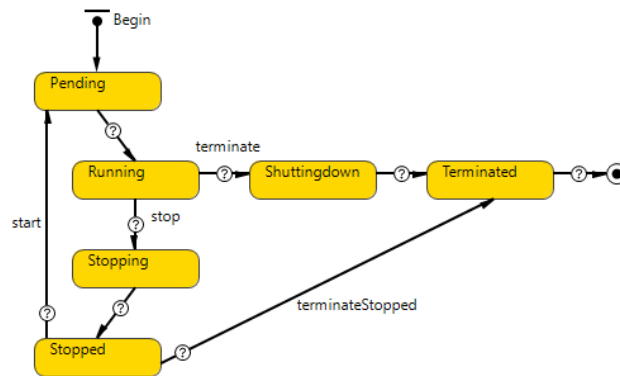 Begin
Pending
?
terminate
Running
?
Shuttingdown
?
Terminated
?
start
?
stop
Stopping
?
terminateStopped
?
Stopped
?